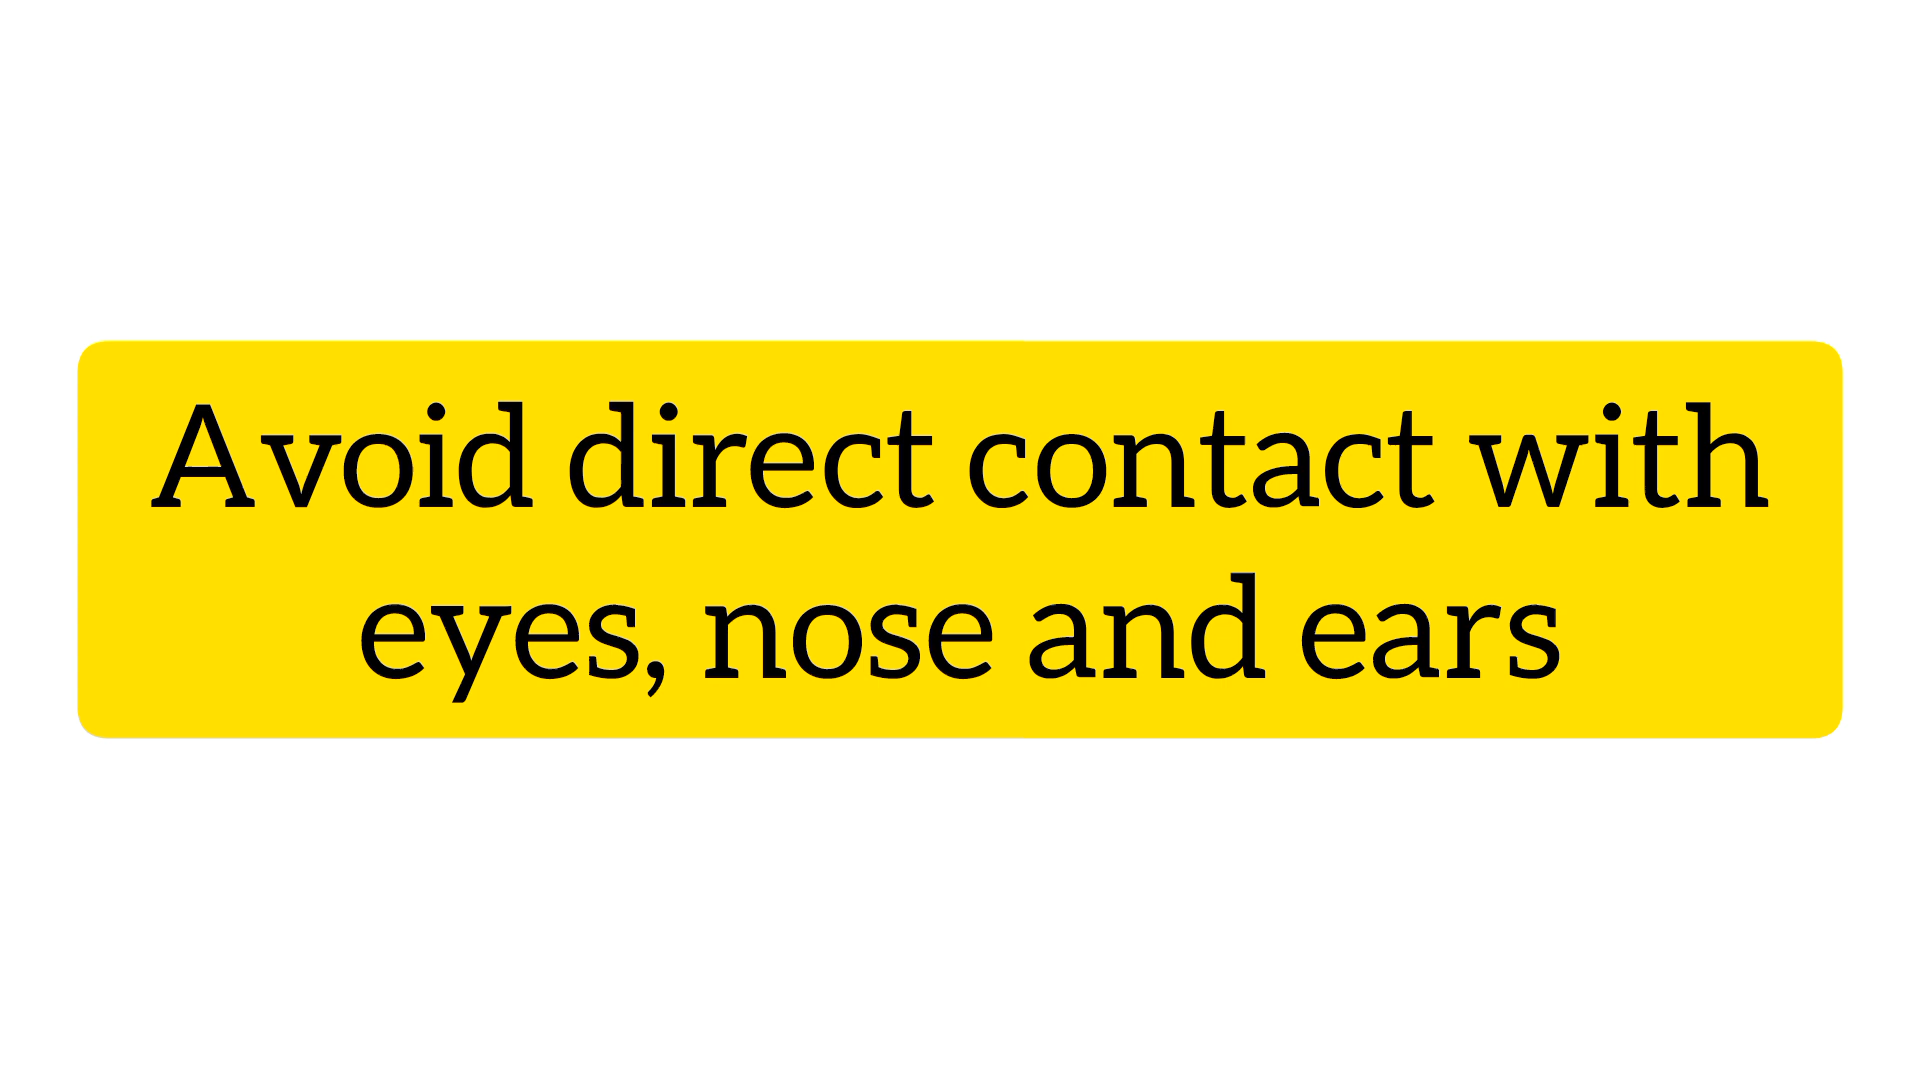 Avoid direct contact with
eyes, nose and ears